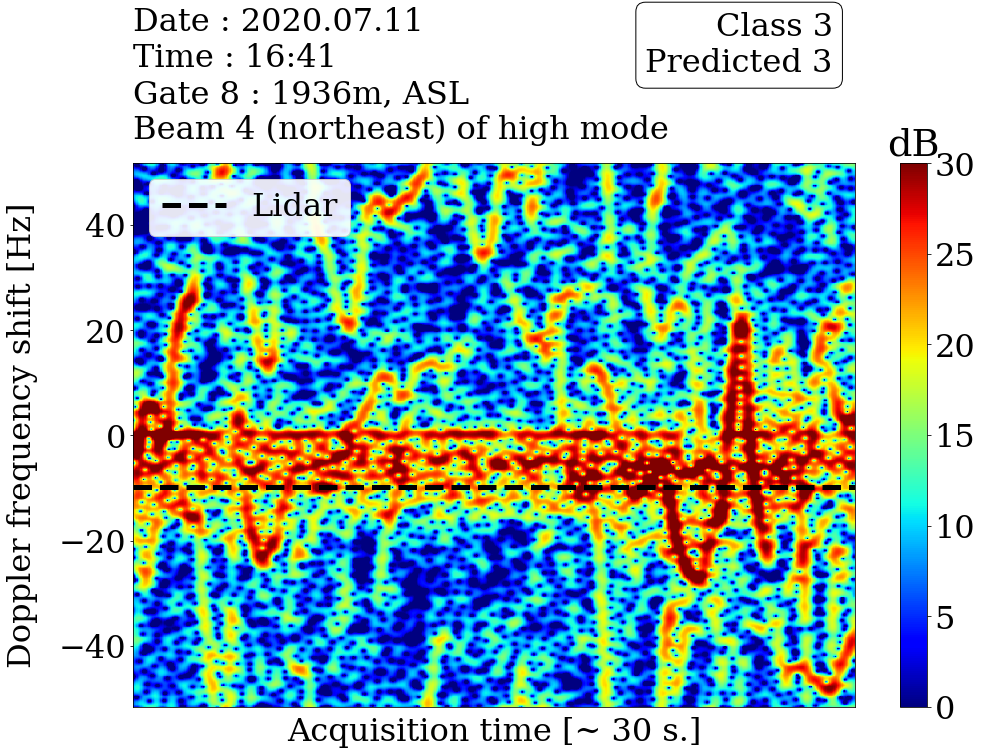 Date : 2020.07.11
Time : 16:41
Gate 8 : 1936m, ASL
Beam 4 (northeast) of high mode
Class 3
Predicted 3
dB
Lidar
Doppler frequency shift [Hz]
40
20
0
−20
−40
30
25
20
15
10
5
0
Acquisition time [~ 30 s.]